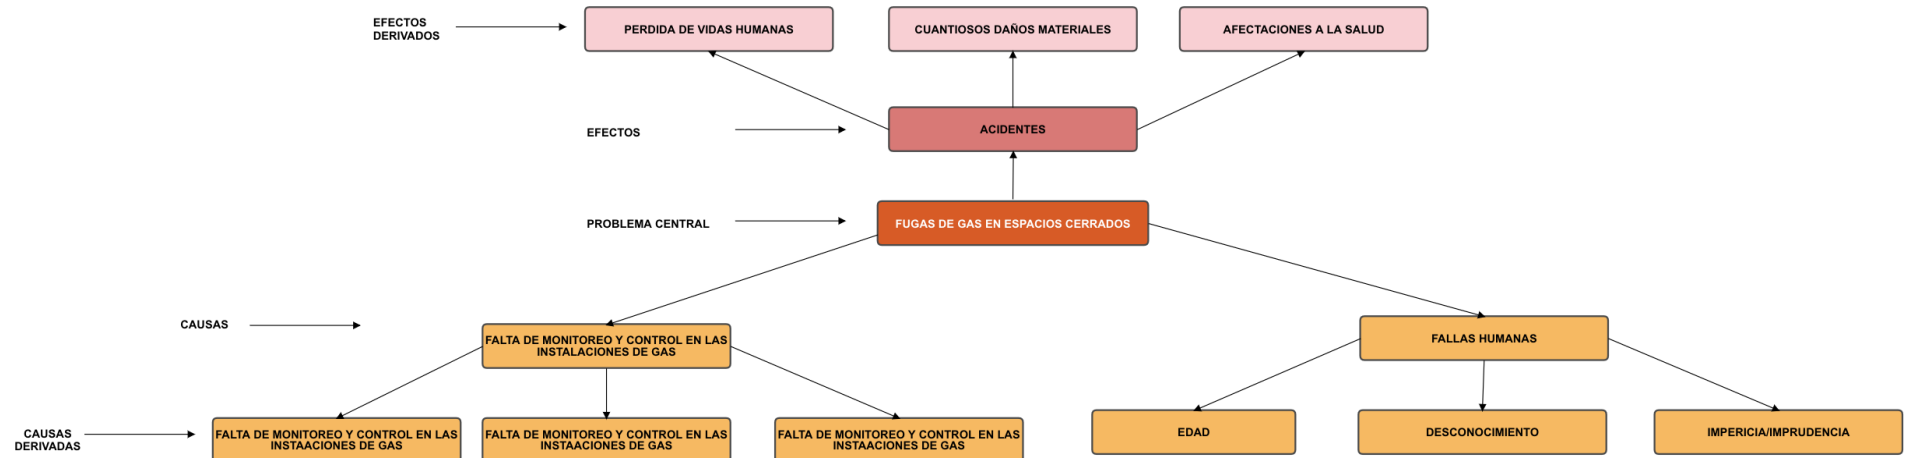 EFECTOS
DERIVADOS
PERDIDA DE VIDAS HUMANAS
CUANTIOSOS DAÑOS MATERIALES
AFECTACIONES A LA SALUD
EFECTOS
ACIDENTES
PROBLEMA CENTRAL
FUGAS DE GAS EN ESPACIOS CERRADOS
CAUSAS
FALTA DE MONITOREO Y CONTROL EN LAS
INSTALACIONES DE GAS
FALLAS HUMANAS
CAUSAS
DERIVADAS
FALTA DE MONITOREO Y CONTROL EN LAS
INSTAACIONES DE GAS
FALTA DE MONITOREO Y CONTROL EN LAS
INSTAACIONES DE GAS
FALTA DE MONITOREO Y CONTROL EN LAS
INSTAACIONES DE GAS
EDAD
DESCONOCIMIENTO
IMPERICIA/IMPRUDENCIA